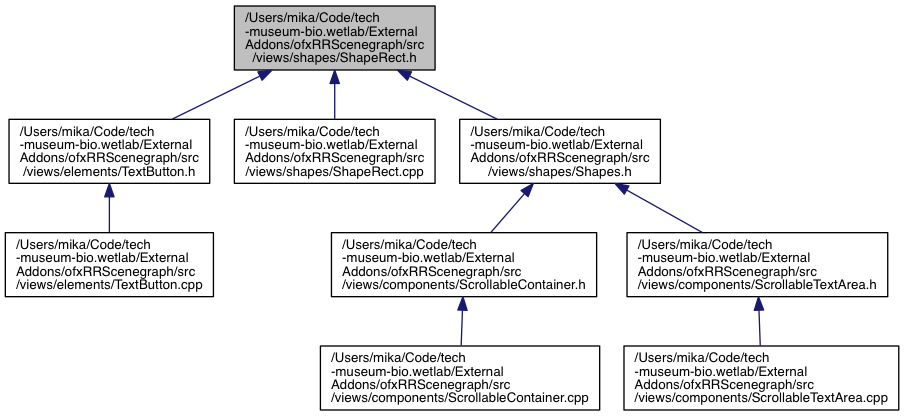 /Users/mika/Code/tech
-museum-bio.wetlab/External
Addons/ofxRRScenegraph/src
/views/shapes/ShapeRect.h
/Users/mika/Code/tech
-museum-bio.wetlab/External
Addons/ofxRRScenegraph/src
/views/elements/TextButton.h
/Users/mika/Code/tech
-museum-bio.wetlab/External
Addons/ofxRRScenegraph/src
/views/shapes/ShapeRect.cpp
/Users/mika/Code/tech
-museum-bio.wetlab/External
Addons/ofxRRScenegraph/src
/views/shapes/Shapes.h
/Users/mika/Code/tech
-museum-bio.wetlab/External
Addons/ofxRRScenegraph/src
/views/elements/TextButton.cpp
/Users/mika/Code/tech
-museum-bio.wetlab/External
Addons/ofxRRScenegraph/src
/views/components/ScrollableContainer.h
/Users/mika/Code/tech
-museum-bio.wetlab/External
Addons/ofxRRScenegraph/src
/views/components/ScrollableTextArea.h
/Users/mika/Code/tech
-museum-bio.wetlab/External
Addons/ofxRRScenegraph/src
/views/components/ScrollableContainer.cpp
/Users/mika/Code/tech
-museum-bio.wetlab/External
Addons/ofxRRScenegraph/src
/views/components/ScrollableTextArea.cpp